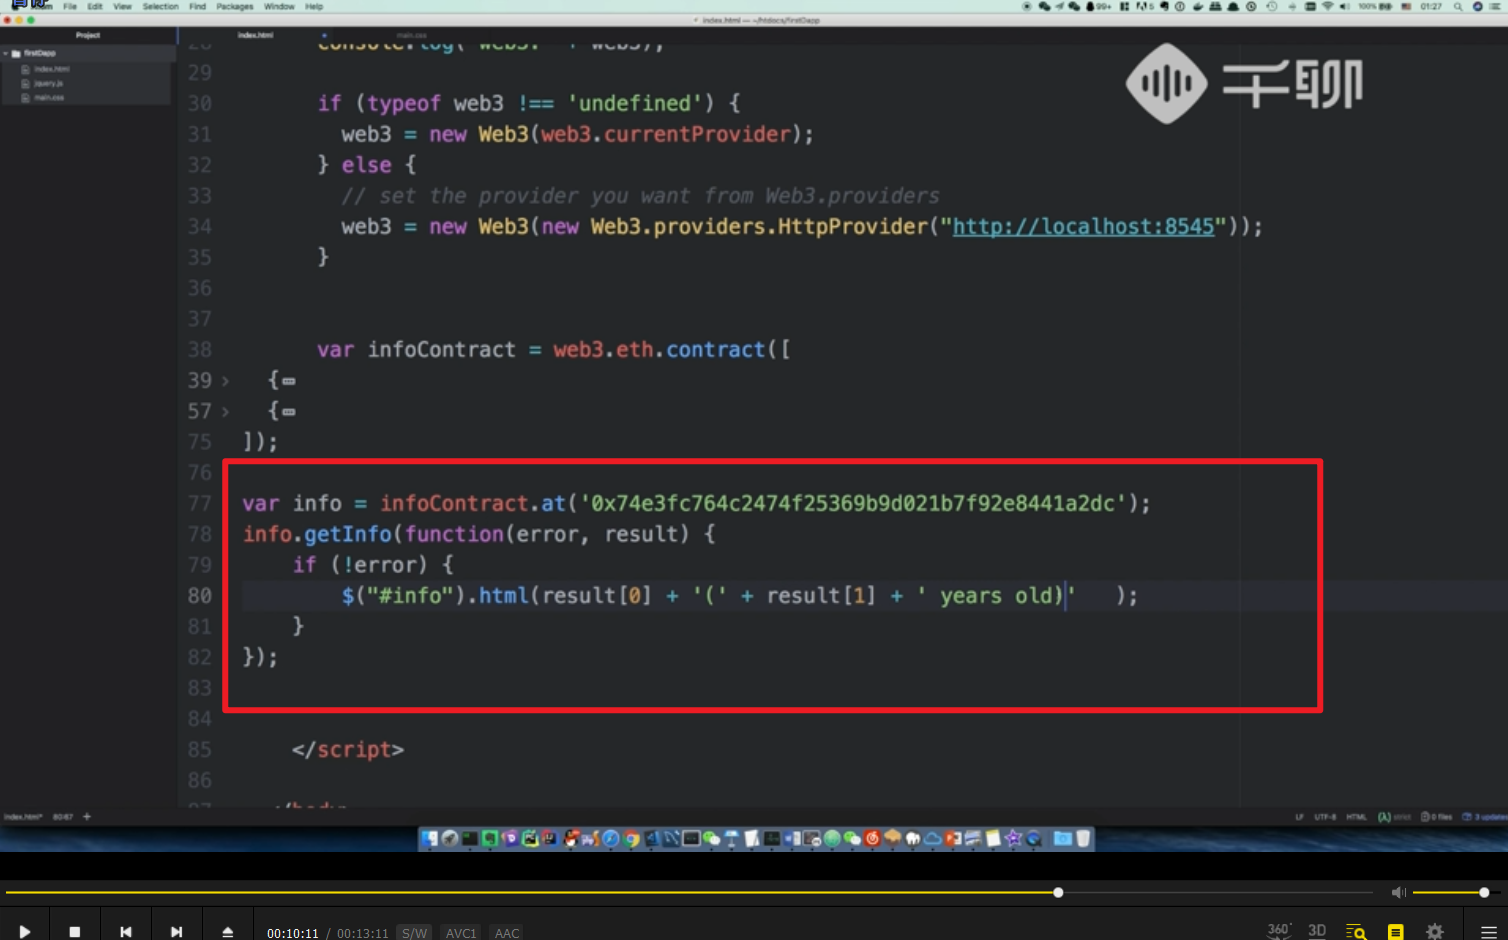 File Edit View Selection Find Packages Window Help
99+ 5 100% 01:27
index.html — ~/htdocs/firstDapp
Project index.html main.css
firstDapp
index.html
jquery.js
main.css
千聊
29
30 if (typeof web3 !== 'undefined') {
31 web3 = new Web3(web3.currentProvider);
32 } else {
33 // set the provider you want from Web3.providers
34 web3 = new Web3(new Web3.providers.HttpProvider("http://localhost:8545"));
35 }
36
37
38 var infoContract = web3.eth.contract([
39 {
57 {
75 ]);
76
77 var info = infoContract.at('0x74e3fc764c2474f25369b9d021b7f92e8441a2dc');
78 info.getInfo(function(error, result) {
79 if (!error) {
80 $("#info").html(result[0] + '(' + result[1] + ' years old)' );
81 }
82 });
83
84
85 </script>
86
index.html* 80:67 + LF UTF-8 HTML 0 files 3 updates
00:10:11 / 00:13:11 S/W AVC1 AAC 360° 3D